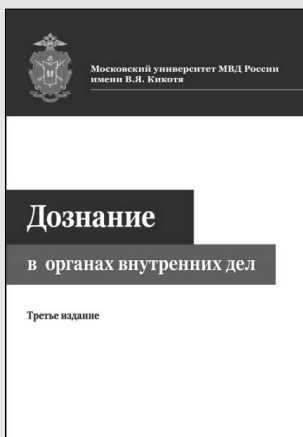 Московский университет МВД России
имени В.Я. Кикотя
Дознание
в органах внутренних дел
Третье издание